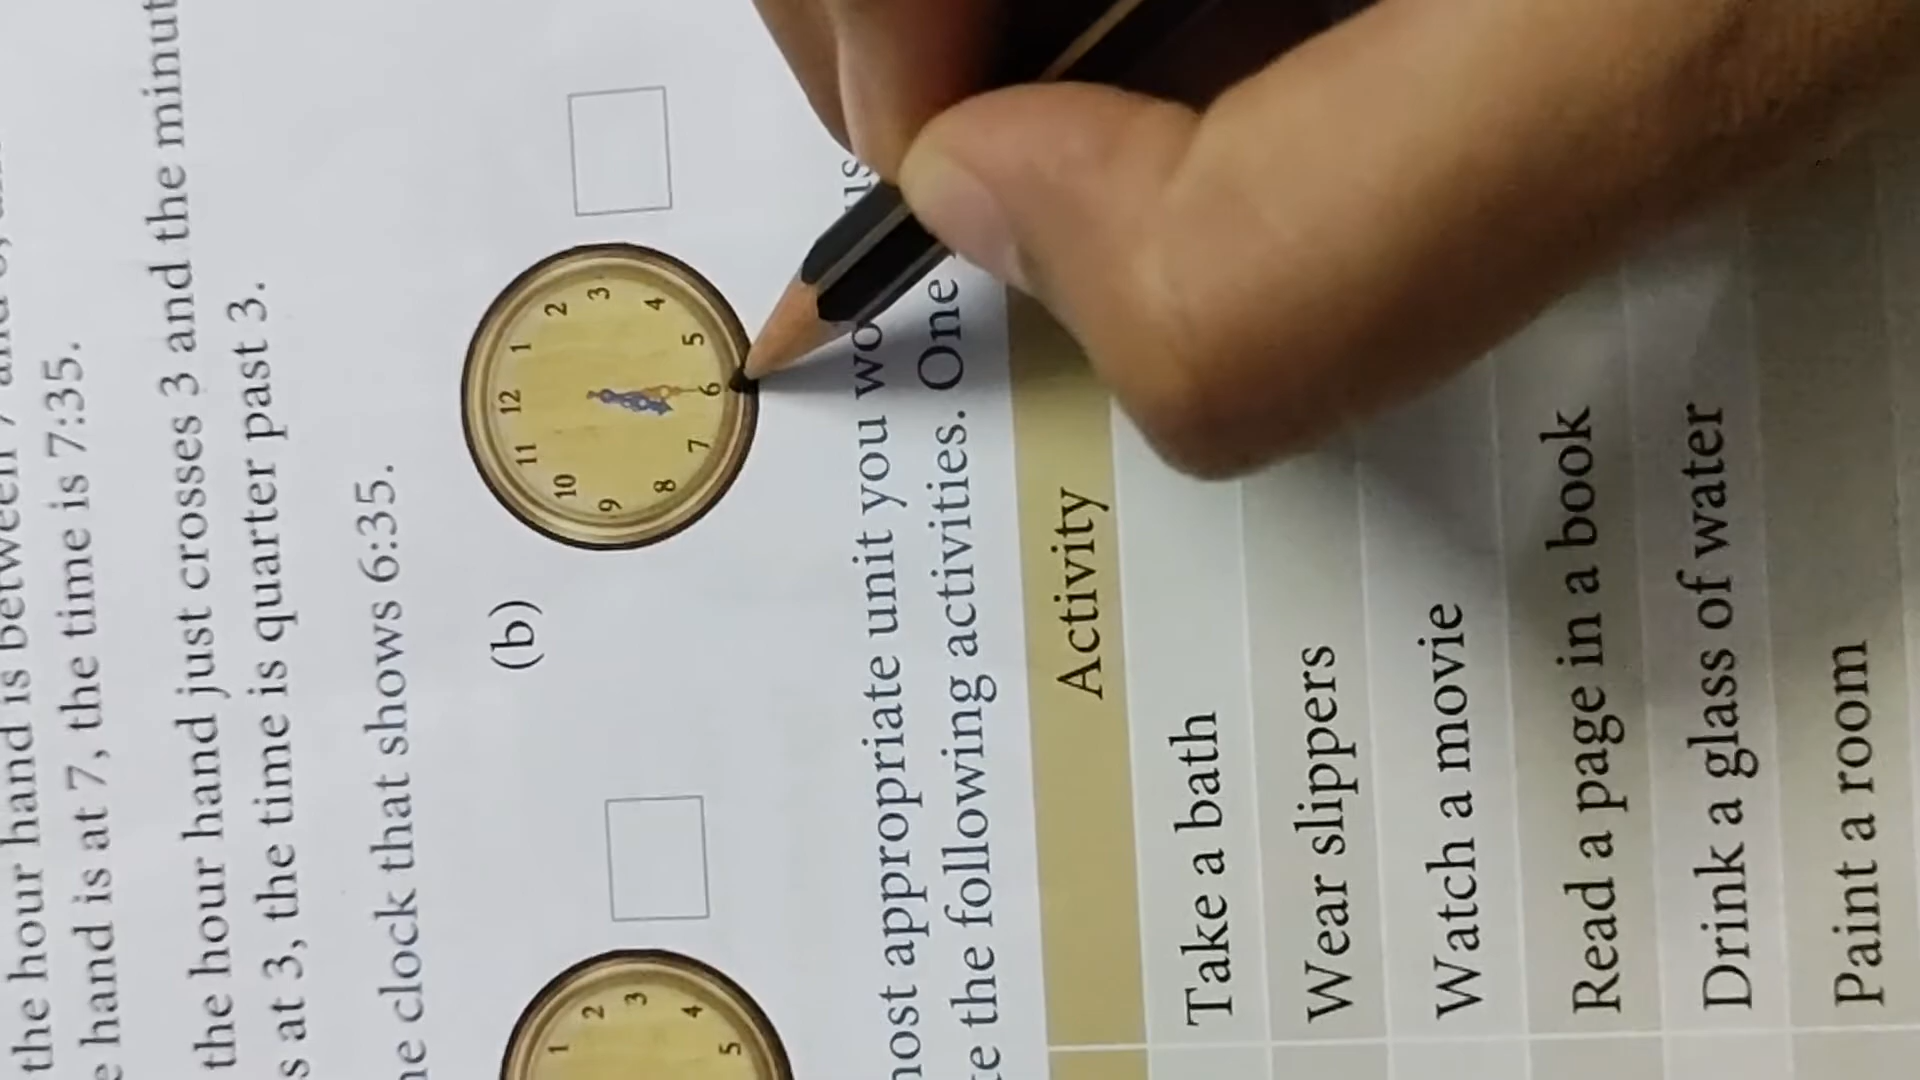 the hour hand is between 7 and
hand is at 7, the time is 7:35.
the hour hand just crosses 3 and the minut
s at 3, the time is quarter past 3.
he clock that shows 6:35.
(b)
12
1
2
3
4
5
6
7
8
9
10
11
1
2
3
4
5
most appropriate unit you wo
te the following activities. One
Activity
Take a bath
Wear slippers
Watch a movie
Read a page in a book
Drink a glass of water
Paint a room